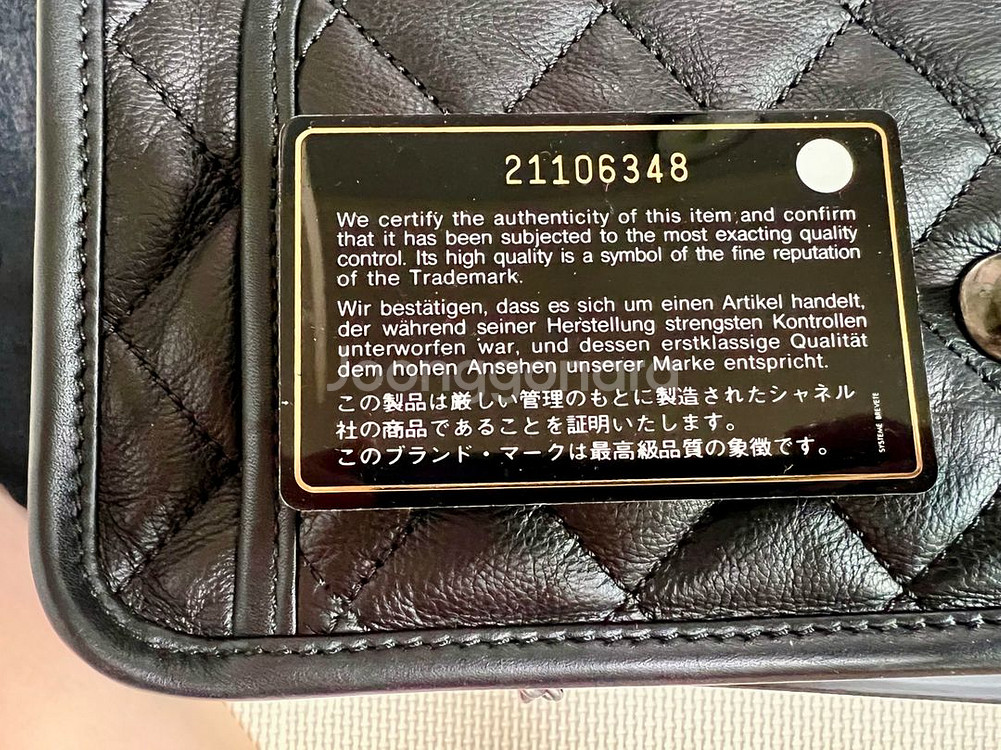 21106348
We certify the authenticity of this item and confirm
that it has been subjected to the most exacting quality
control. Its high quality is a symbol of the fine reputation
of the Trademark.
Wir bestätigen, dass es sich um einen Artikel handelt,
der während seiner Herstellung strengsten Kontrollen
unterworfen war, und dessen erstklassige Qualität
dem hohen Ansehen unserer Marke entspricht.
Joonggonara
この製品は厳しい管理のもとに製造されたシャネル
社の商品であることを証明いたします。
このブランド・マークは最高級品質の象徴です。
SYSTEME BREVETE